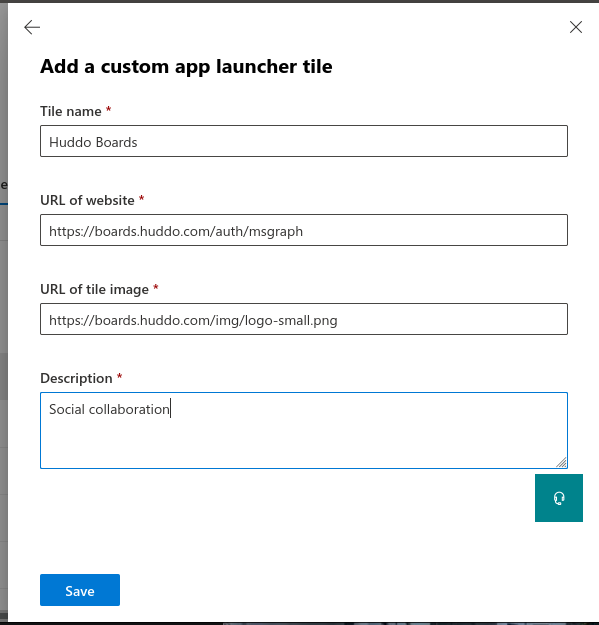 Add a custom app launcher tile
Tile name *
Huddo Boards
URL of website *
https://boards.huddo.com/auth/msgraph
URL of tile image *
https://boards.huddo.com/img/logo-small.png
Description *
Social collaboration
Save